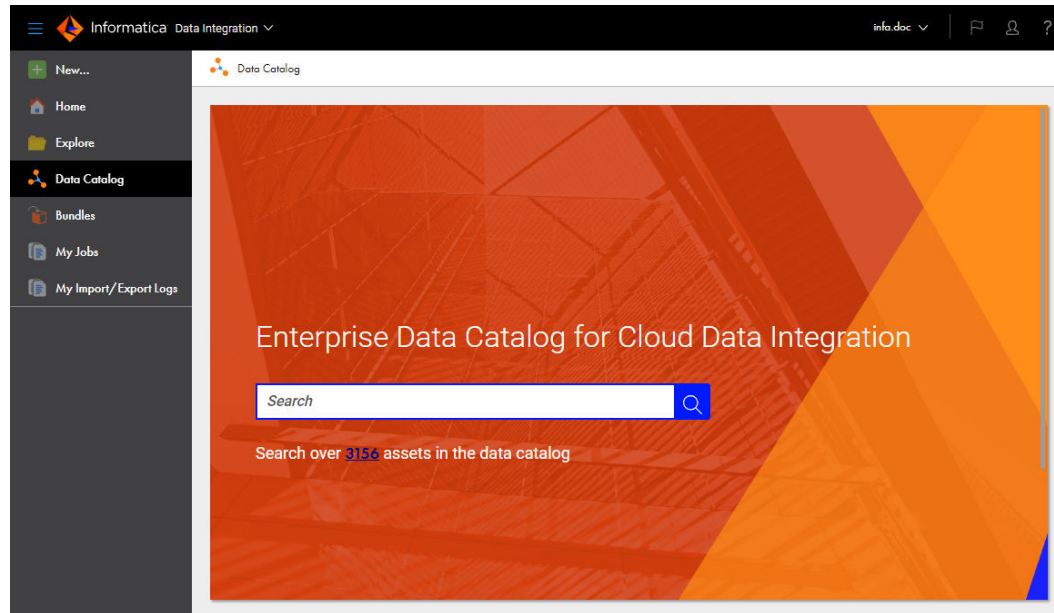 Informatica Data Integration
infa.doc
?
New...
Data Catalog
Home
Explore
Data Catalog
Bundles
My Jobs
My Import/Export Logs
Enterprise Data Catalog for Cloud Data Integration
Search
Search over 3156 assets in the data catalog